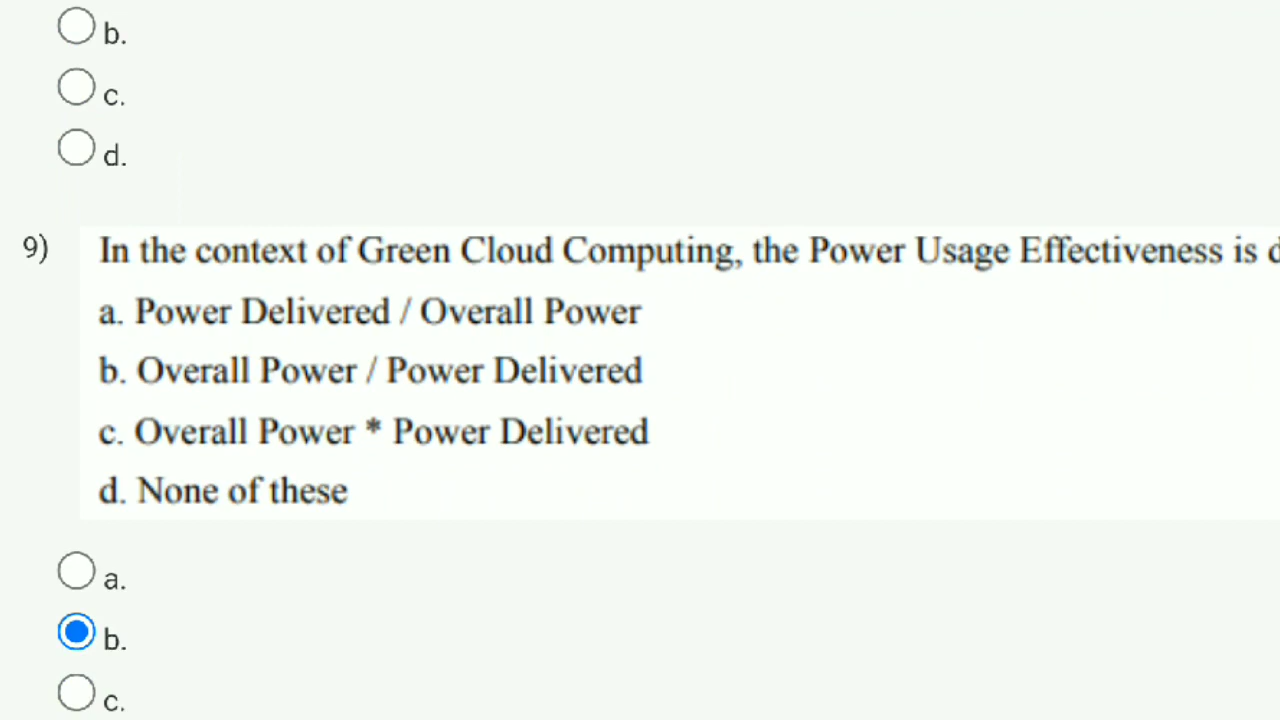 b.
c.
d.
9) In the context of Green Cloud Computing, the Power Usage Effectiveness is
a. Power Delivered / Overall Power
b. Overall Power / Power Delivered
c. Overall Power * Power Delivered
d. None of these
a.
b.
c.